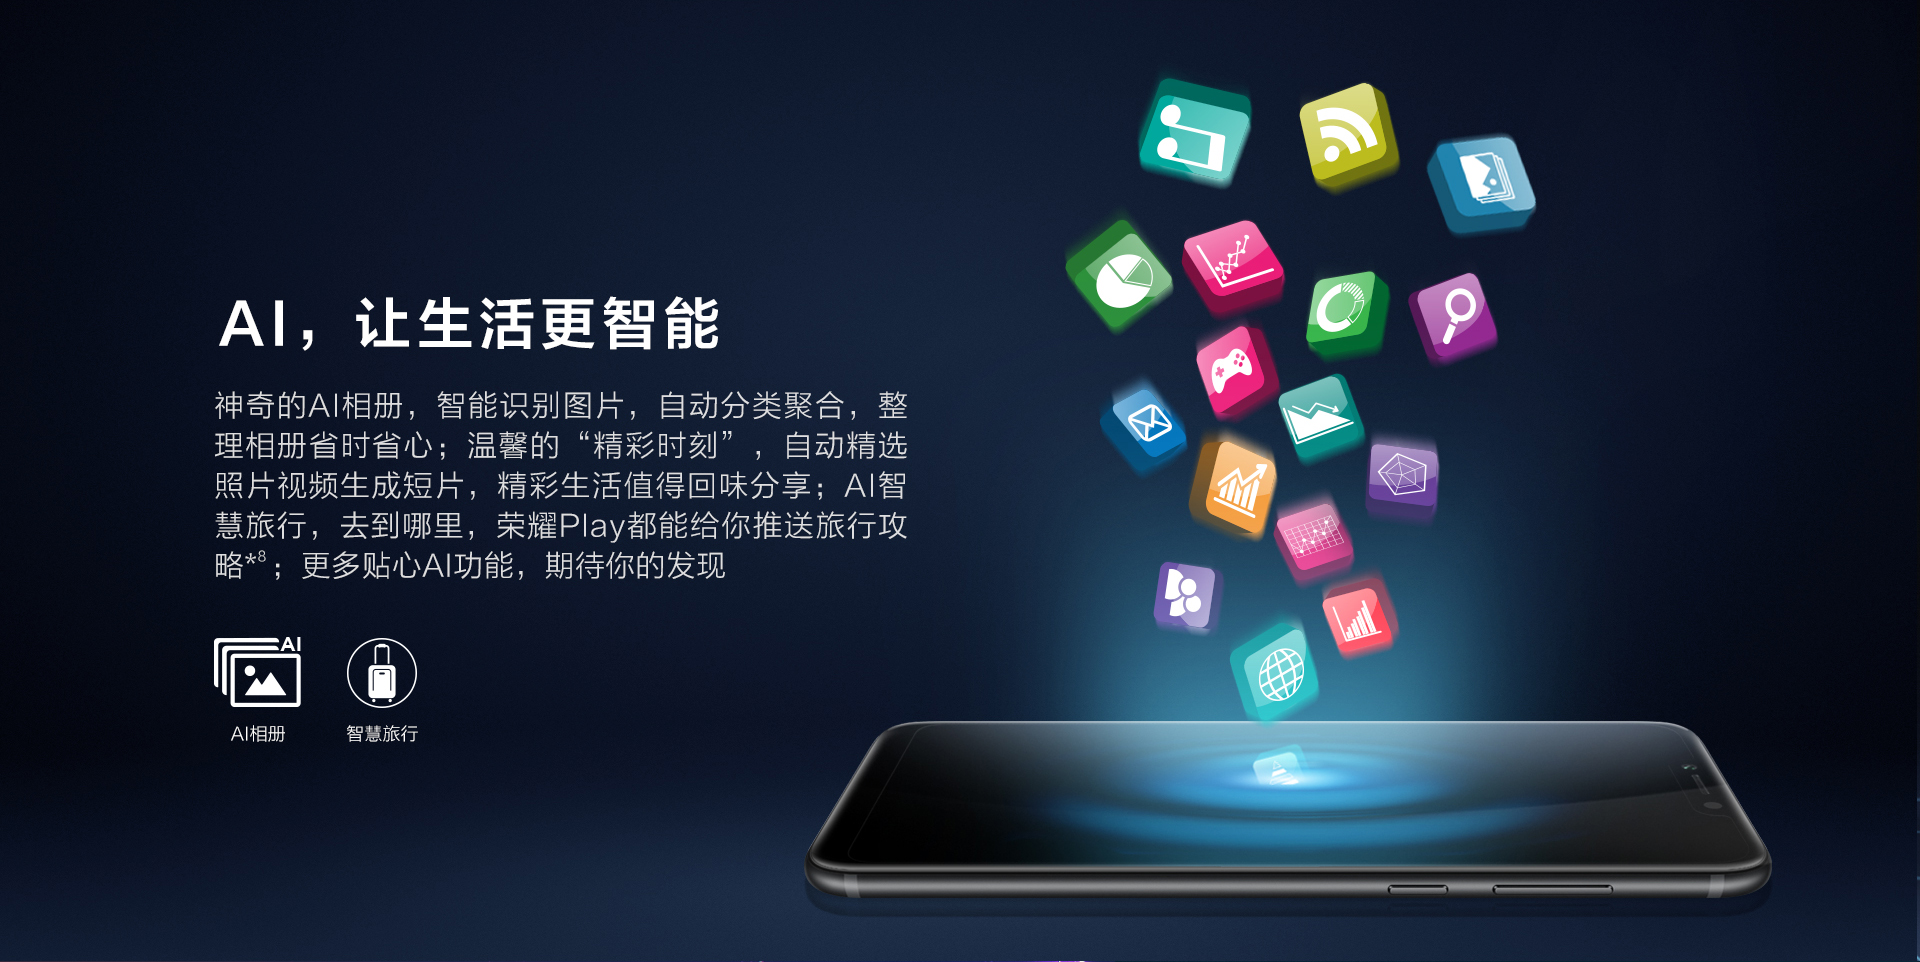 AI，让生活更智能
神奇的AI相册，智能识别图片，自动分类聚合，整
理相册省时省心；温馨的“精彩时刻”，自动精选
照片视频生成短片，精彩生活值得回味分享；AI智
慧旅行，去到哪里，荣耀Play都能给你推送旅行攻
略*8；更多贴心AI功能，期待你的发现
AI
AI相册
智慧旅行